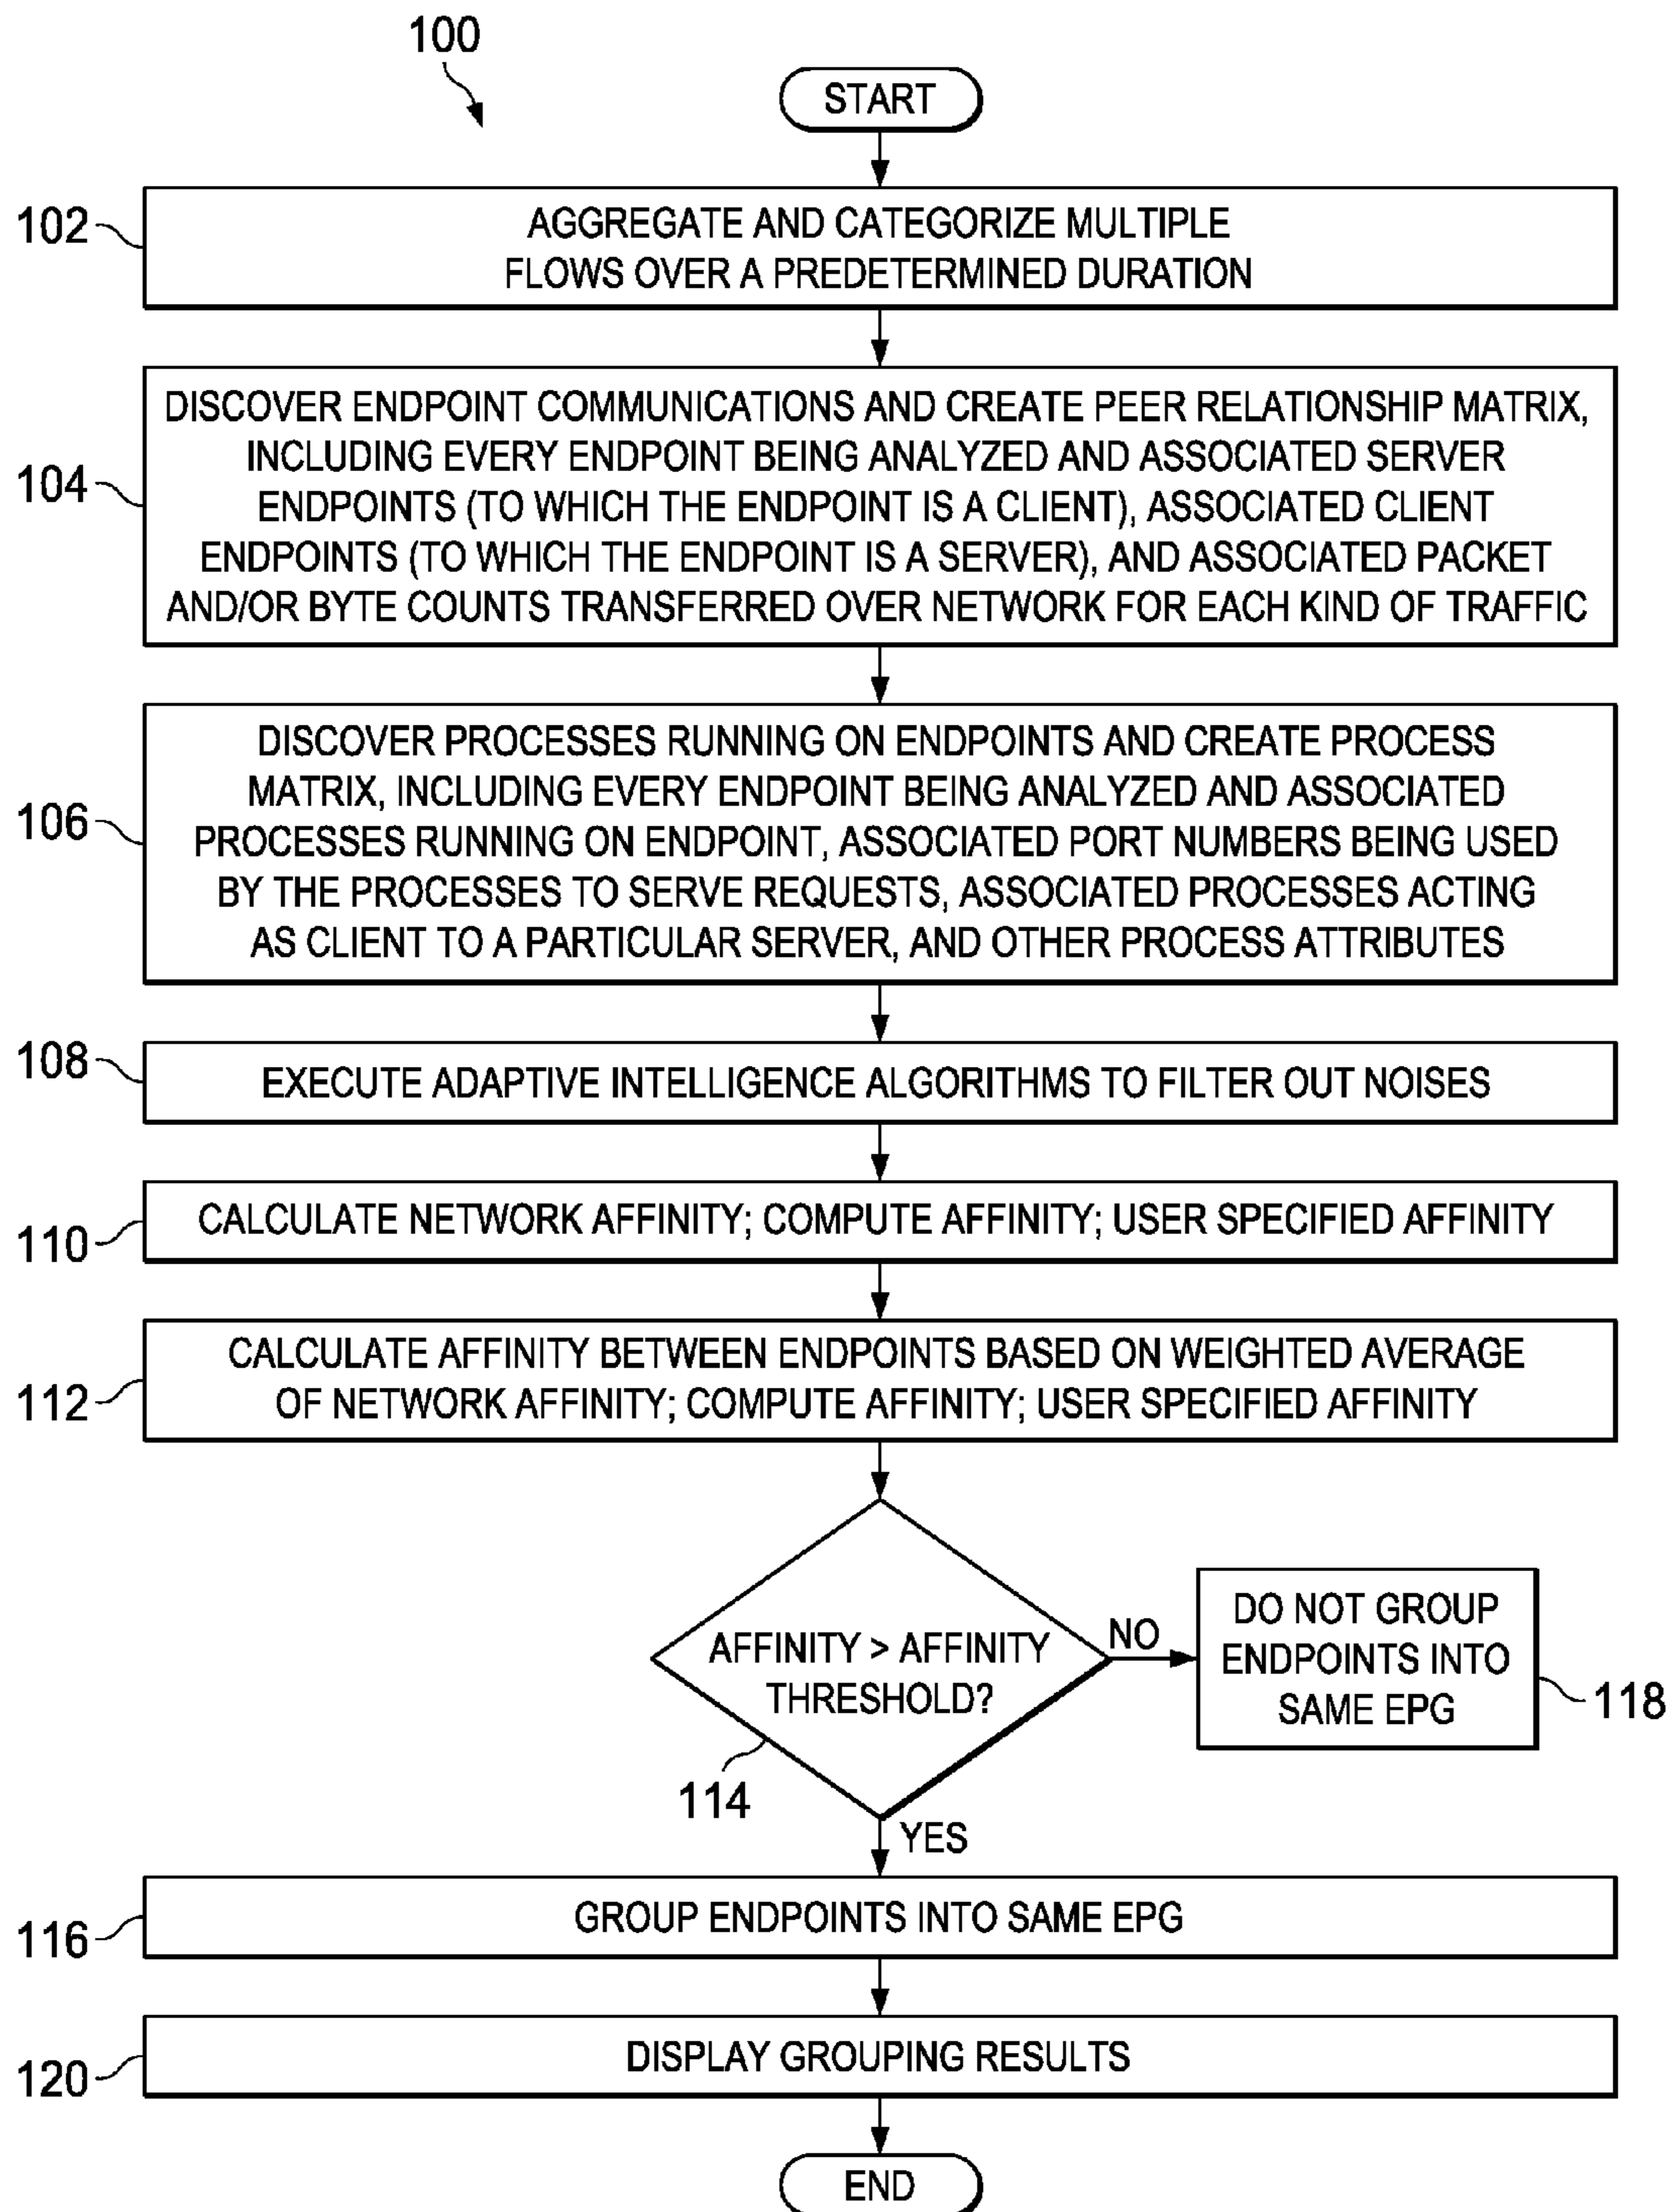 100
START
102
AGGREGATE AND CATEGORIZE MULTIPLE
FLOWS OVER A PREDETERMINED DURATION
104
DISCOVER ENDPOINT COMMUNICATIONS AND CREATE PEER RELATIONSHIP MATRIX,
INCLUDING EVERY ENDPOINT BEING ANALYZED AND ASSOCIATED SERVER
ENDPOINTS (TO WHICH THE ENDPOINT IS A CLIENT), ASSOCIATED CLIENT
ENDPOINTS (TO WHICH THE ENDPOINT IS A SERVER), AND ASSOCIATED PACKET
AND/OR BYTE COUNTS TRANSFERRED OVER NETWORK FOR EACH KIND OF TRAFFIC
106
DISCOVER PROCESSES RUNNING ON ENDPOINTS AND CREATE PROCESS
MATRIX, INCLUDING EVERY ENDPOINT BEING ANALYZED AND ASSOCIATED
PROCESSES RUNNING ON ENDPOINT, ASSOCIATED PORT NUMBERS BEING USED
BY THE PROCESSES TO SERVE REQUESTS, ASSOCIATED PROCESSES ACTING
AS CLIENT TO A PARTICULAR SERVER, AND OTHER PROCESS ATTRIBUTES
108
EXECUTE ADAPTIVE INTELLIGENCE ALGORITHMS TO FILTER OUT NOISES
110
CALCULATE NETWORK AFFINITY; COMPUTE AFFINITY; USER SPECIFIED AFFINITY
112
CALCULATE AFFINITY BETWEEN ENDPOINTS BASED ON WEIGHTED AVERAGE
OF NETWORK AFFINITY; COMPUTE AFFINITY; USER SPECIFIED AFFINITY
AFFINITY > AFFINITY
THRESHOLD?
114
NO
DO NOT GROUP
ENDPOINTS INTO
SAME EPG
118
YES
116
GROUP ENDPOINTS INTO SAME EPG
120
DISPLAY GROUPING RESULTS
END